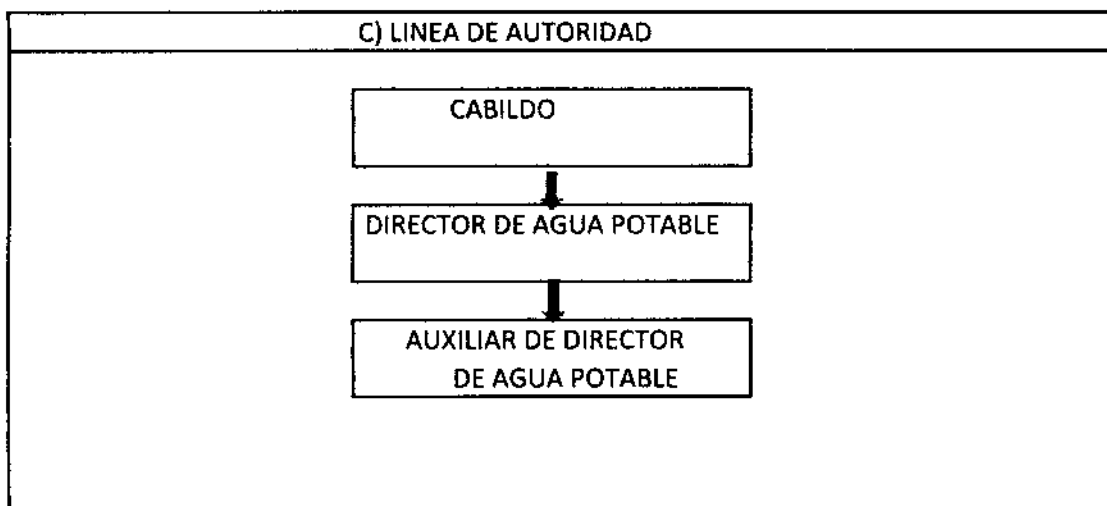 C) LINEA DE AUTORIDAD
CABILDO
DIRECTOR DE AGUA POTABLE
AUXILIAR DE DIRECTOR
DE AGUA POTABLE